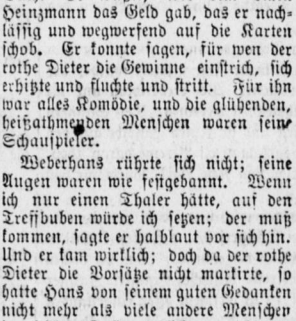 Heinzmann das Geld gab, das er nach-
lässig und wegwerfend auf die Karten
schob. Er konnte sagen, für wen der
rothe Dieter die Gewinne einstrich, sich
erhitzte und fluchte und stritt. Für ihn
war alles Komödie, und die glühenden,
heißathmenden Menschen waren seine
Schauspieler.
Weberhans rührte sich nicht; seine
Augen waren wie festgebannt. Wenn
ich nur einen Thaler hätte, auf den
Treffbuben würde ich setzen; der muß
kommen, sagte er halblaut vor sich hin.
Und er kam wirklich; doch da der rothe
Dieter die Vorsätze nicht markirte, so
hatte Hans von seinem guten Gedanken
nicht mehr als viele andere Menschen